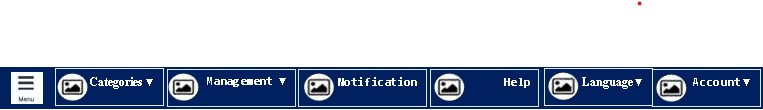 Menu
Categories ▼
Management ▼
Notification
Help
Language▼
Account▼